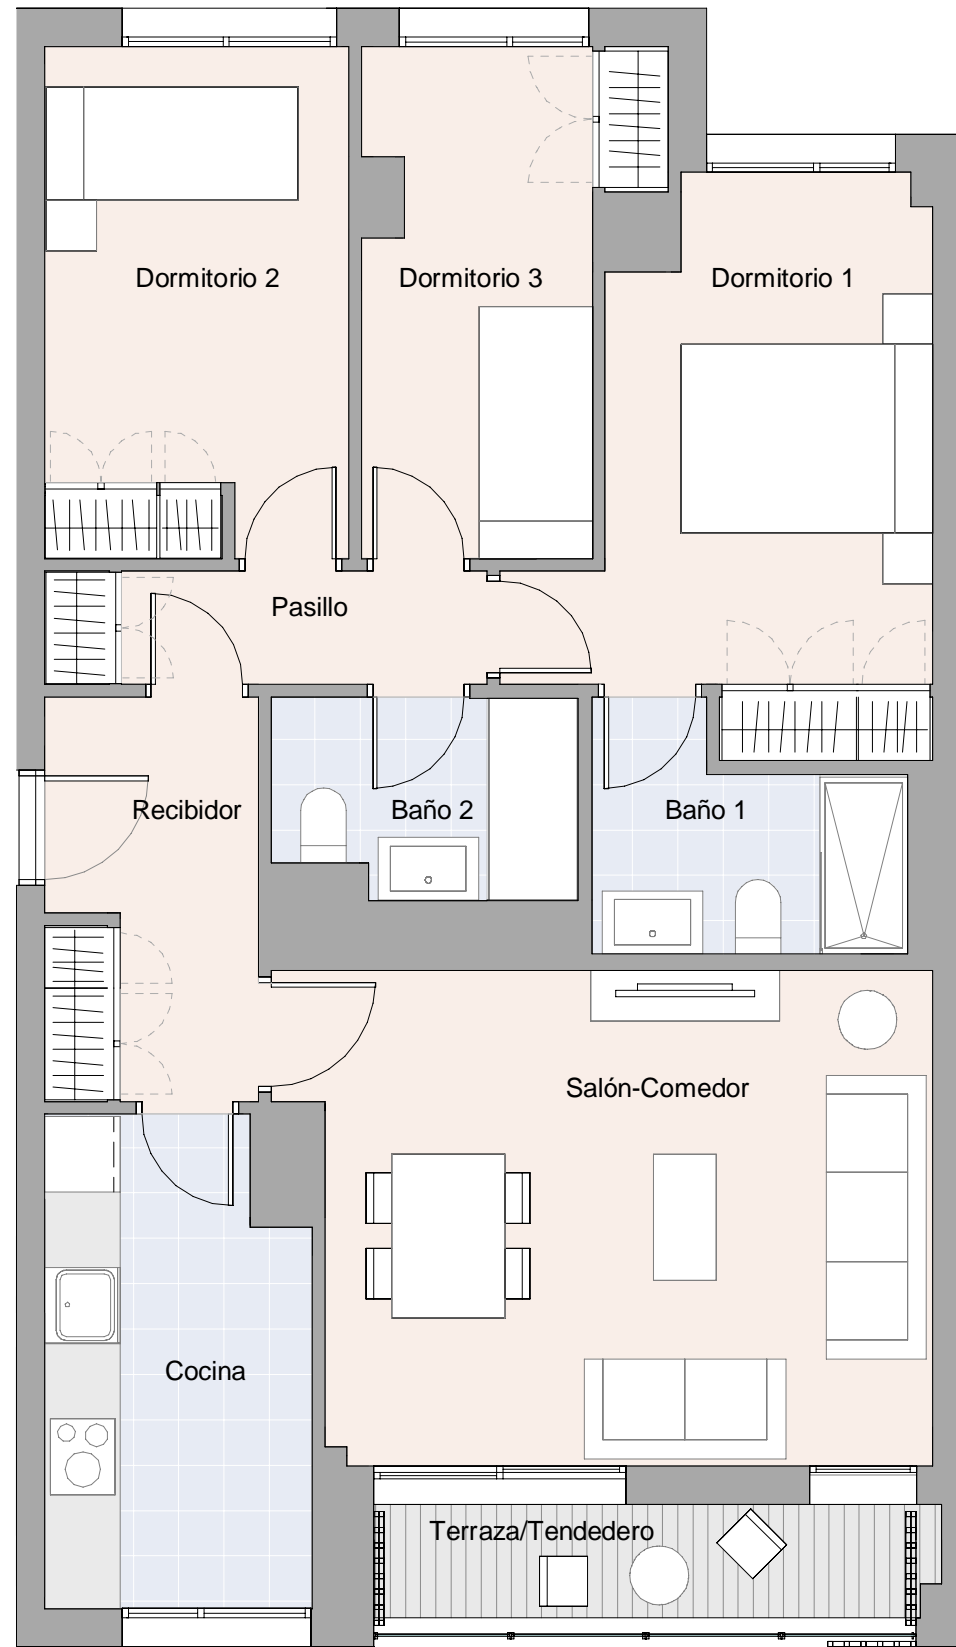 Dormitorio 2
Dormitorio 3
Dormitorio 1
Pasillo
Recibidor
Baño 2
Baño 1
Salón-Comedor
Cocina
Terraza/Tendedero